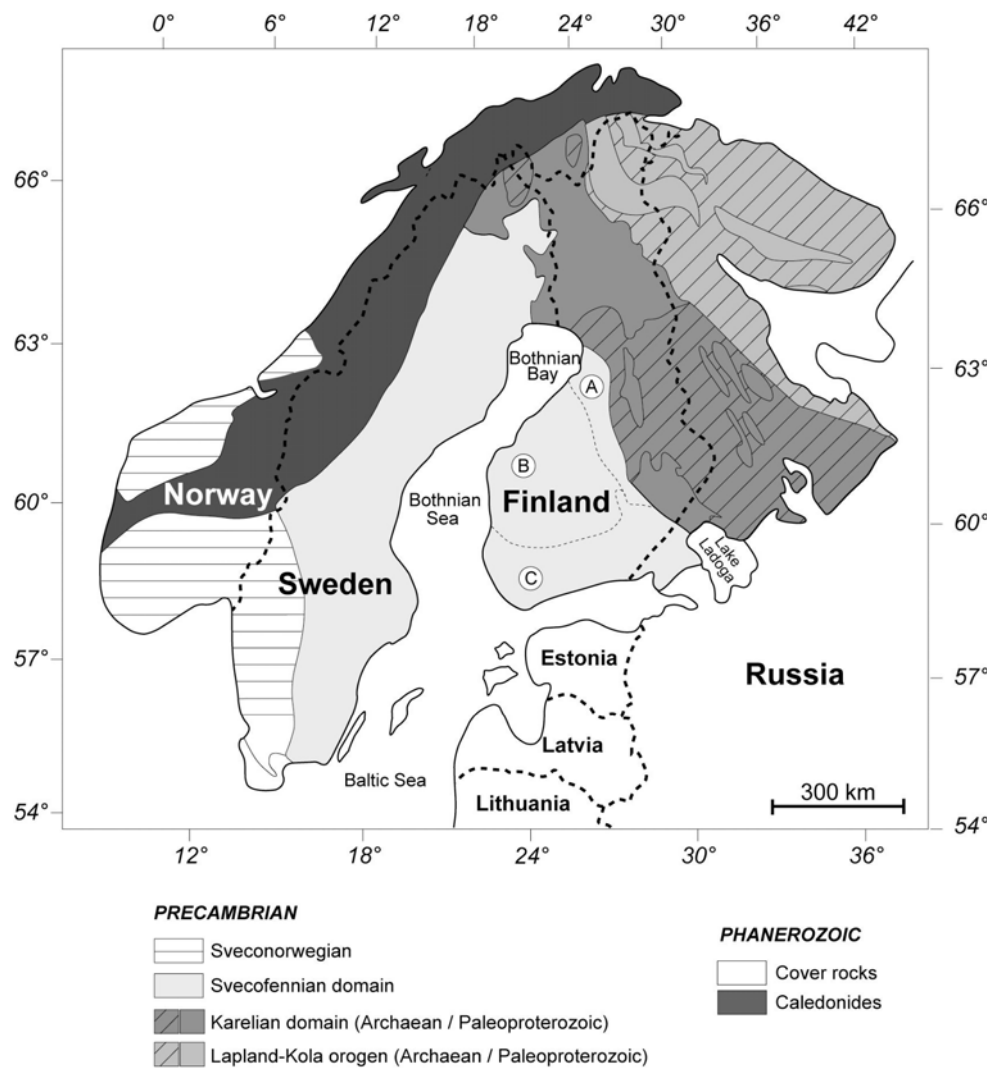 0° 6° 12° 18° 24° 30° 36° 42°
66°
66°
63°
63°
Bothnian
Bay
A
B
Norway
60°
Bothnian
Sea
Finland
60°
Lake
Ladoga
Sweden
C
57°
Estonia
Russia
57°
Latvia
Baltic Sea
Lithuania
300 km
54°
54°
12° 18° 24° 30° 36°
PRECAMBRIAN
Sveconorwegian
Svecofennian domain
Karelian domain (Archaean / Paleoproterozoic)
Lapland-Kola orogen (Archaean / Paleoproterozoic)
PHANEROZOIC
Cover rocks
Caledonides